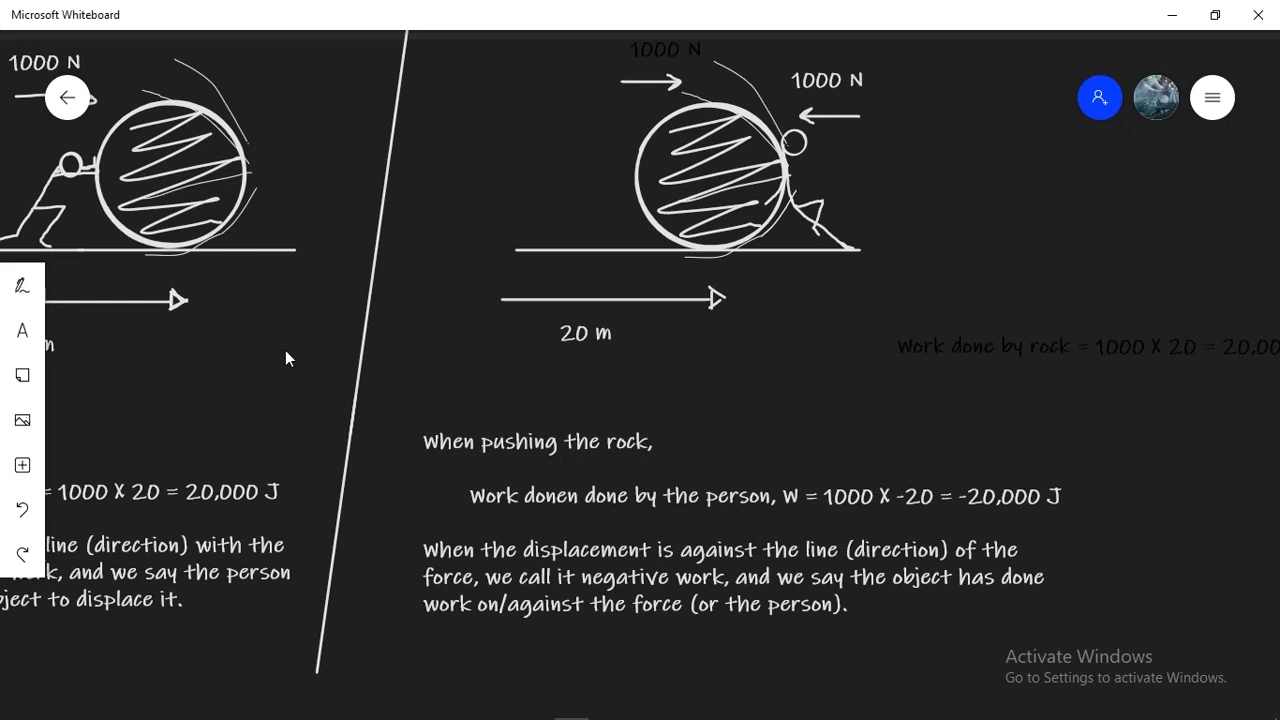 Microsoft Whiteboard
1000 N
1000 N
1000 N
m
20 m
Work done by rock = 1000 X 20 = 20,00
= 1000 X 20 = 20,000 J
line (direction) with the
work, and we say the person
ject to displace it.
When pushing the rock,
Work donen done by the person, W = 1000 X -20 = -20,000 J
When the displacement is against the line (direction) of the
force, we call it negative work, and we say the object has done
work on/against the force (or the person).
Activate Windows
Go to Settings to activate Windows.